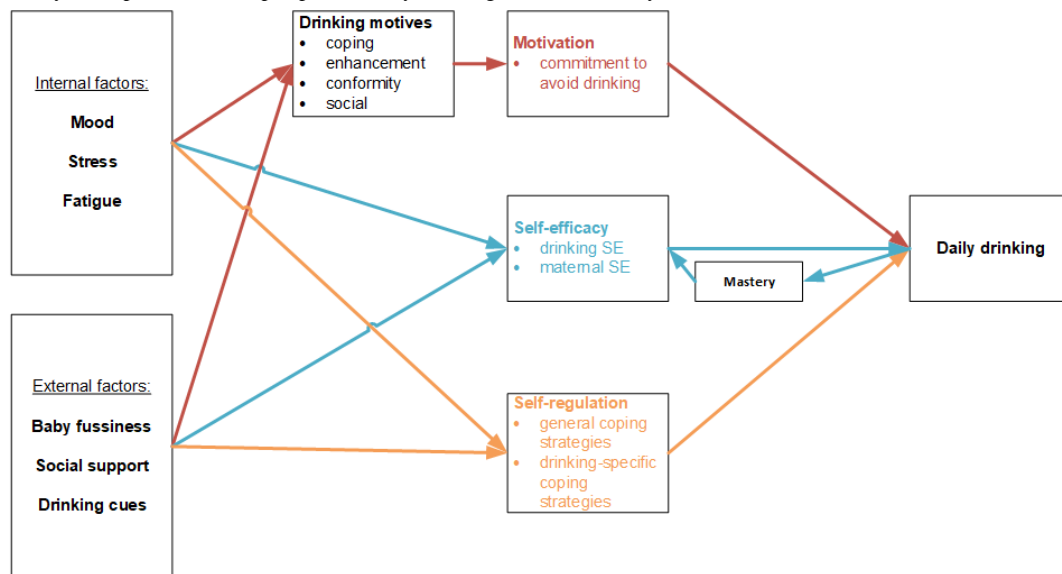 Internal factors:
Mood
Stress
Fatigue
External factors:
Baby fussiness
Social support
Drinking cues
Drinking motives
• coping
• enhancement
• conformity
• social
Motivation
• commitment to
avoid drinking
Self-efficacy
• drinking SE
• maternal SE
Mastery
Self-regulation
• general coping
strategies
• drinking-specific
coping
strategies
Daily drinking